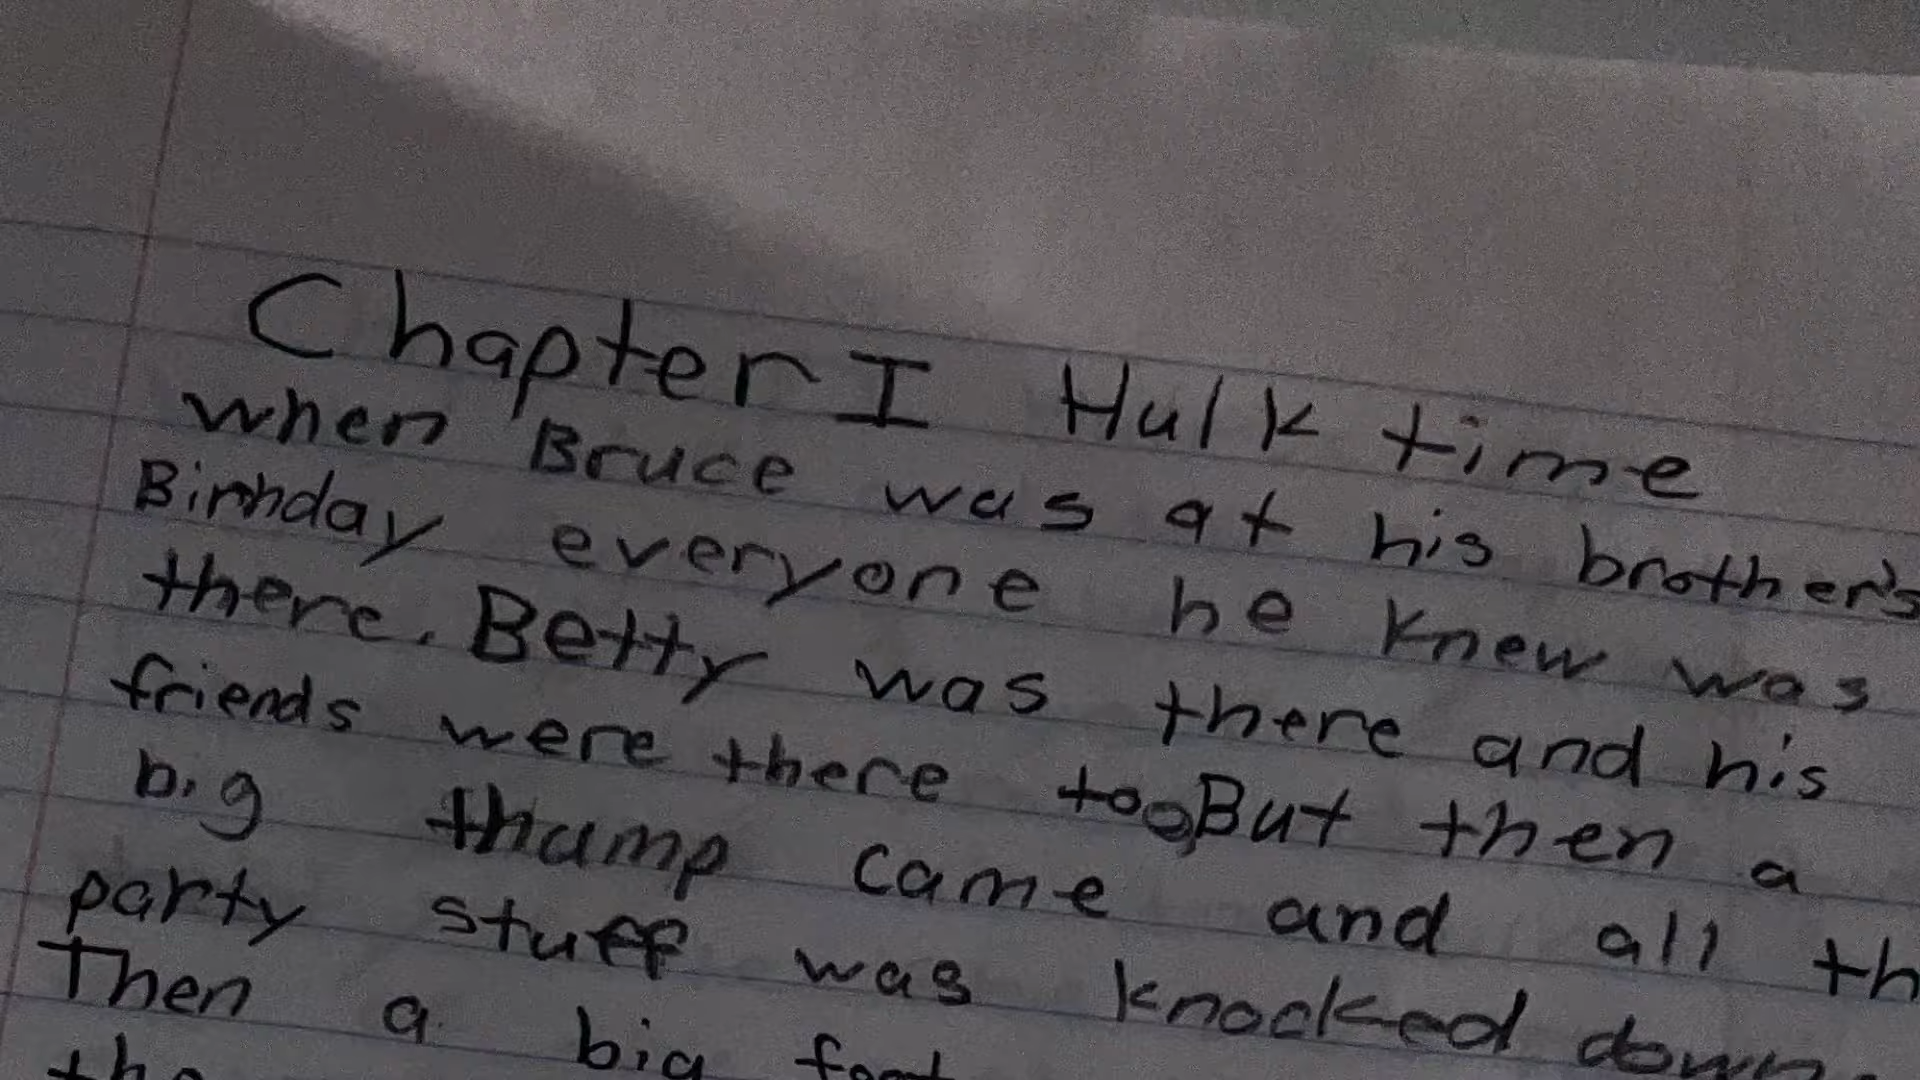 Chapter I Hulk time
when Bruce was at his brother's
Birthday everyone he knew was
there. Betty was there and his
friends were there too, But then a
big thump came and all th
party stuff was knocked down.
Then a big foot
the